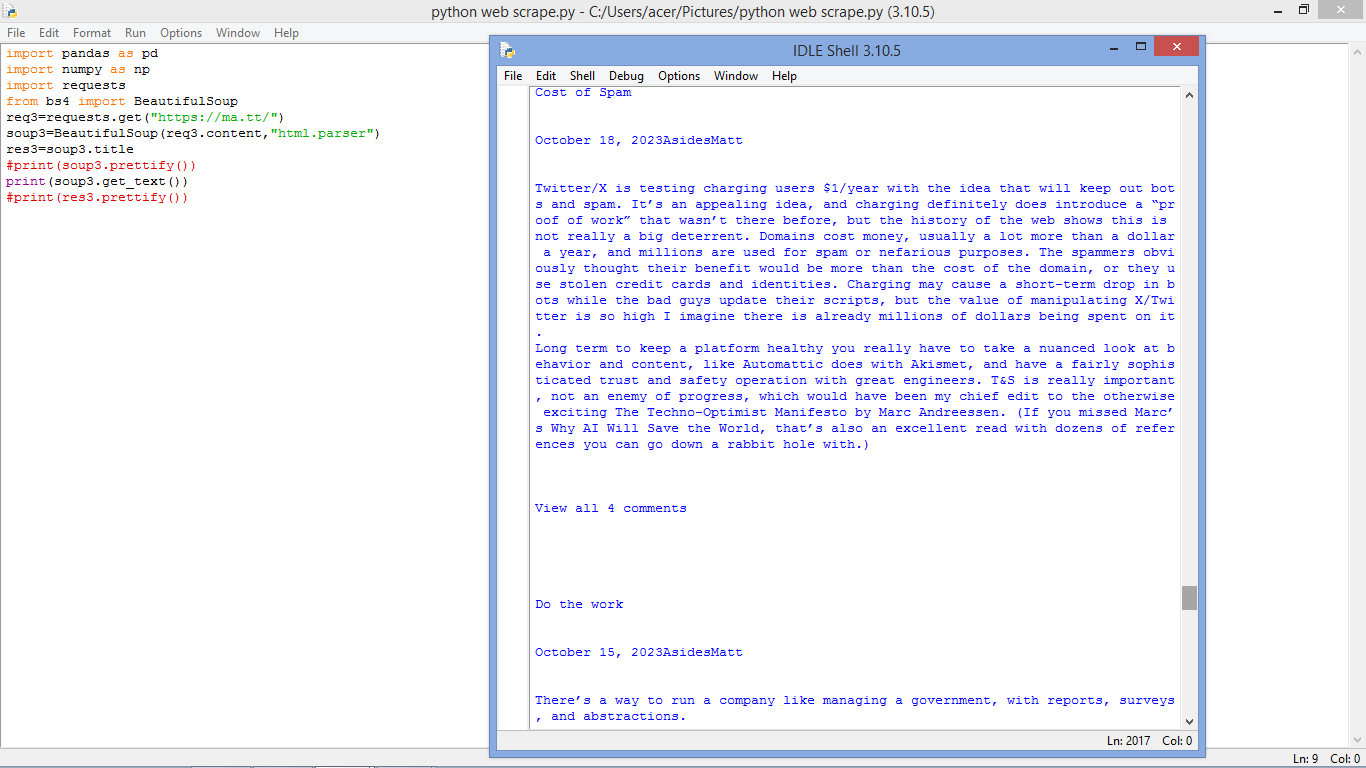 python web scrape.py - C:/Users/acer/Pictures/python web scrape.py (3.10.5)
File Edit Format Run Options Window Help
import pandas as pd
import numpy as np
import requests
from bs4 import BeautifulSoup
req3=requests.get("https://ma.tt/")
soup3=BeautifulSoup(req3.content,"html.parser")
res3=soup3.title
#print(soup3.prettify())
print(soup3.get_text())
#print(res3.prettify())
IDLE Shell 3.10.5
File Edit Shell Debug Options Window Help
Cost of Spam
October 18, 2023AsidesMatt
Twitter/X is testing charging users $1/year with the idea that will keep out bot
s and spam. It’s an appealing idea, and charging definitely does introduce a “pr
oof of work” that wasn’t there before, but the history of the web shows this is
not really a big deterrent. Domains cost money, usually a lot more than a dollar
a year, and millions are used for spam or nefarious purposes. The spammers obvi
ously thought their benefit would be more than the cost of the domain, or they u
se stolen credit cards and identities. Charging may cause a short-term drop in b
ots while the bad guys update their scripts, but the value of manipulating X/Twi
tter is so high I imagine there is already millions of dollars being spent on it
.
Long term to keep a platform healthy you really have to take a nuanced look at b
ehavior and content, like Automattic does with Akismet, and have a fairly sophis
ticated trust and safety operation with great engineers. T&S is really important
, not an enemy of progress, which would have been my chief edit to the otherwise
exciting The Techno-Optimist Manifesto by Marc Andreessen. (If you missed Marc’
s Why AI Will Save the World, that’s also an excellent read with dozens of refer
ences you can go down a rabbit hole with.)
View all 4 comments
Do the work
October 15, 2023AsidesMatt
There’s a way to run a company like managing a government, with reports, surveys
, and abstractions.
Ln: 2017 Col: 0
Ln: 9 Col: 0